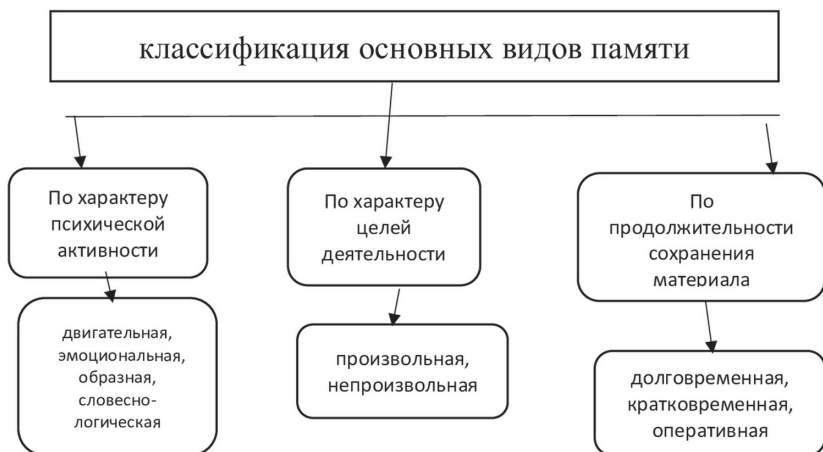 классификация основных видов памяти
По характеру
психической
активности
двигательная,
эмоциональная,
образная,
словесно-
логическая
По характеру
целей
деятельности
произвольная,
непроизвольная
По
продолжительности
сохранения
материала
долговременная,
кратковременная,
оперативная